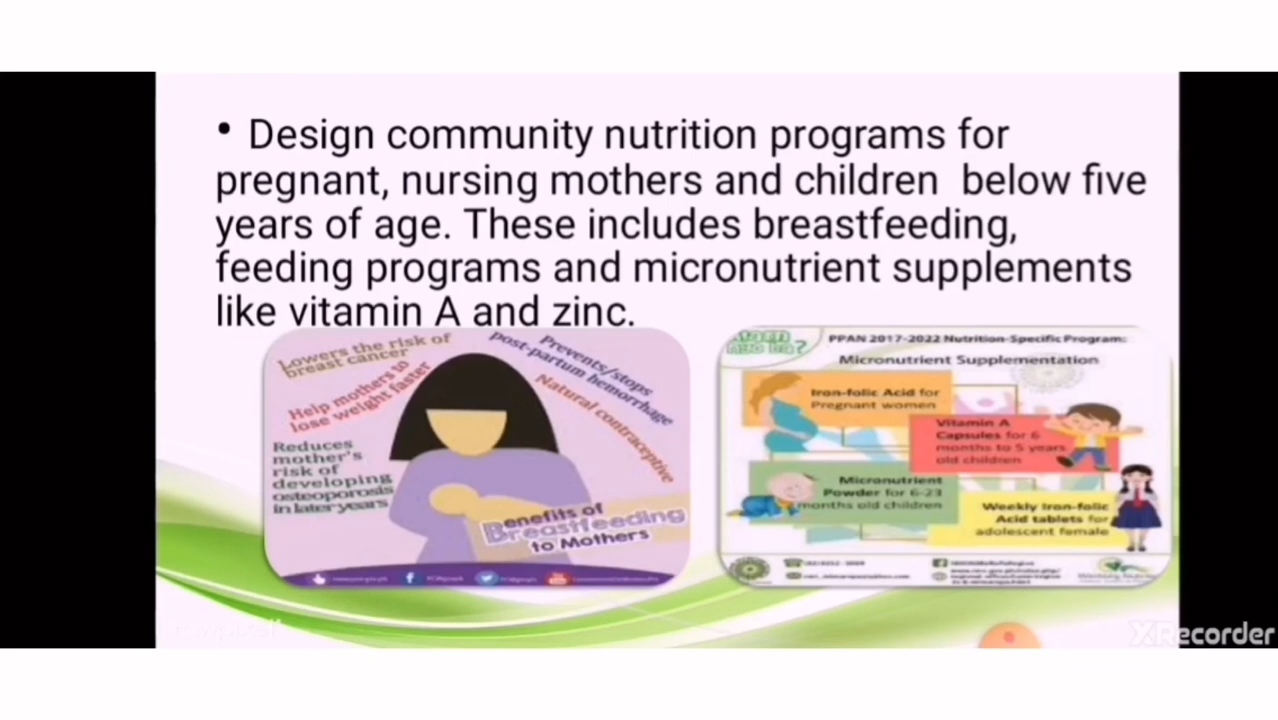 • Design community nutrition programs for
pregnant, nursing mothers and children below five
years of age. These includes breastfeeding,
feeding programs and micronutrient supplements
like vitamin A and zinc.
Lowers the risk of
breast cancer
Help mothers to
lose weight faster
Reduces
mother's
risk of
developing
osteoporosis
in later years
Prevents/stops
post-partum hemorrhage
Natural contraceptive
Benefits of
Breastfeeding
to Mothers
PPAN 2017-2022 Nutrition-Specific Program:
Micronutrient Supplementation
Iron-folic Acid for
Pregnant women
Vitamin A
Capsules for 6
months to 5 years
old children
Micronutrient
Powder for 6-23
months old children
Weekly Iron-folic
Acid tablets for
adolescent female
XRecorder